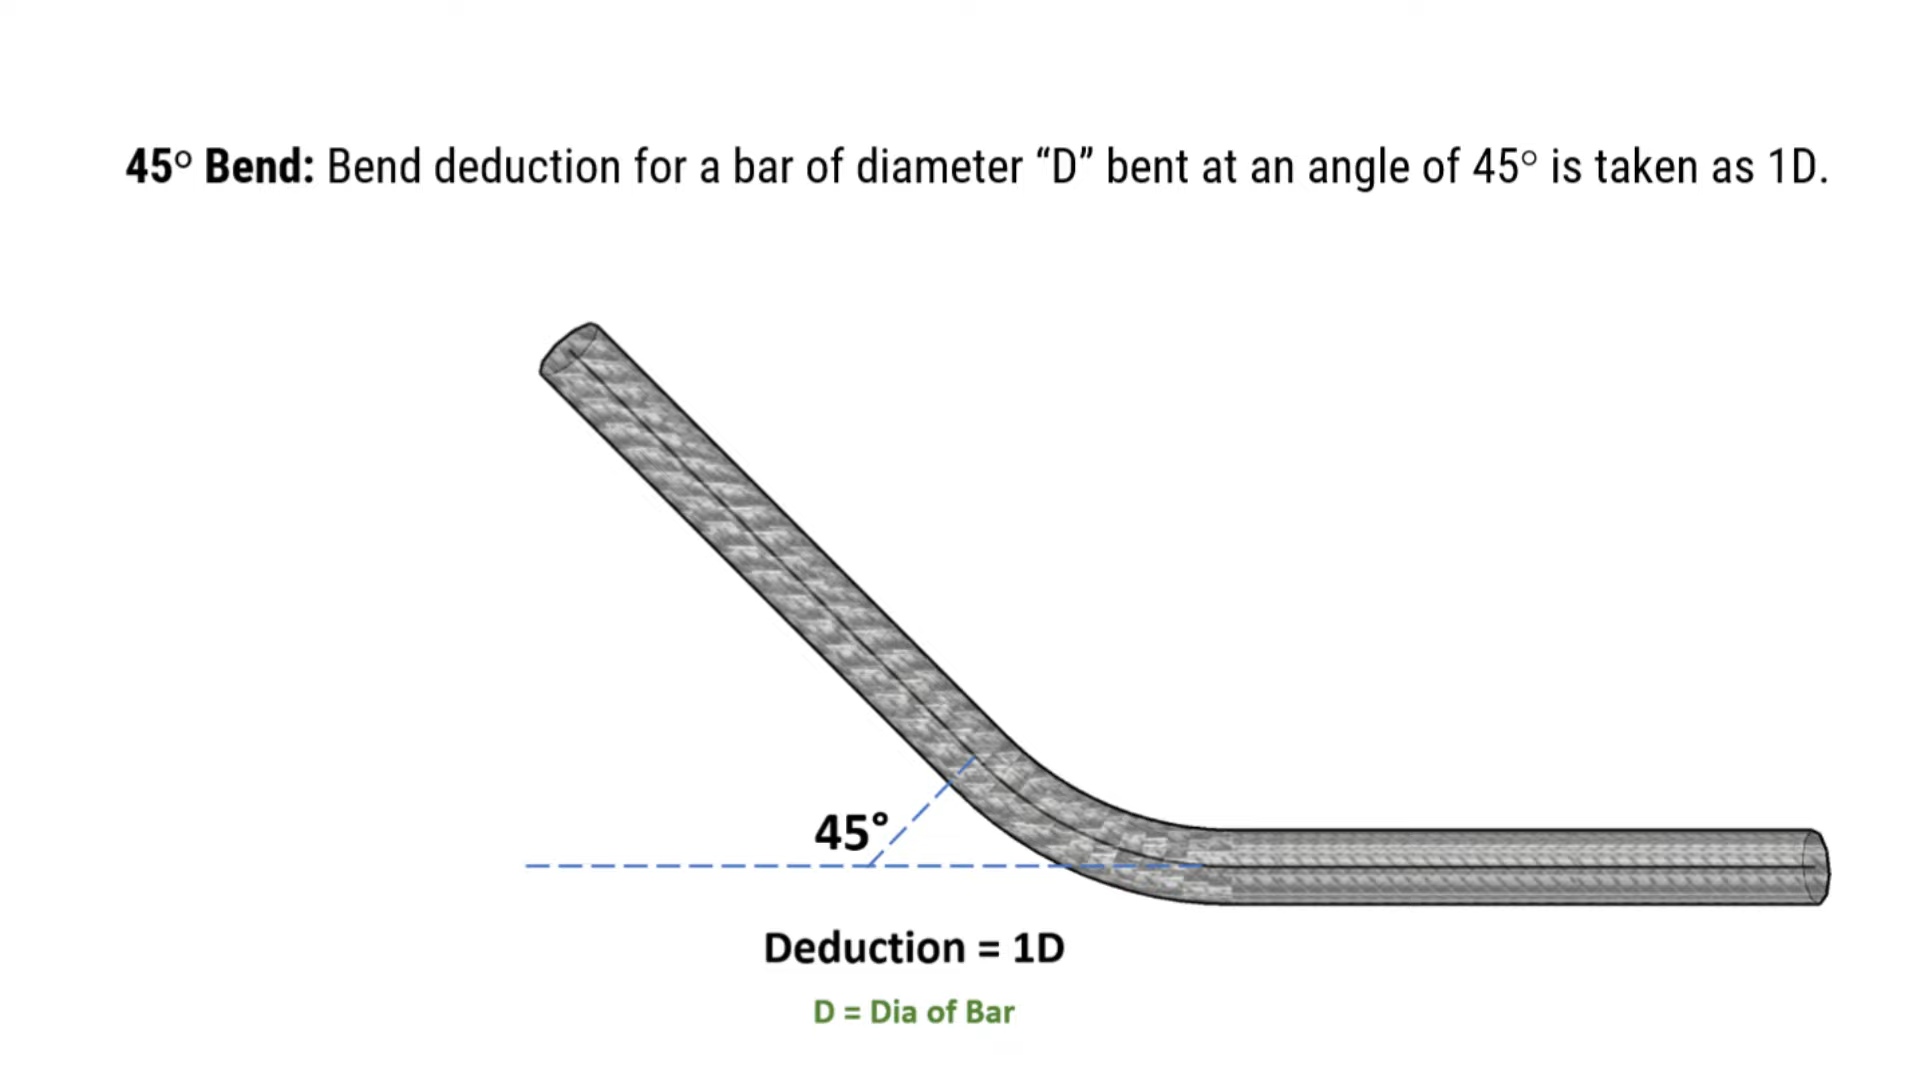 45° Bend: Bend deduction for a bar of diameter “D” bent at an angle of 45° is taken as 1D.
45°
Deduction = 1D
D = Dia of Bar